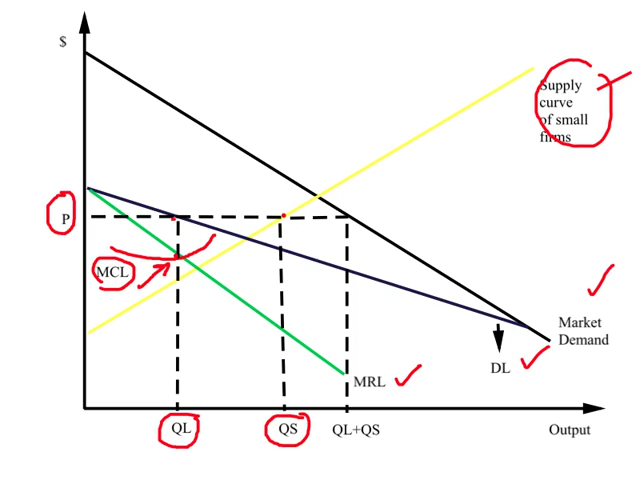 $
Supply
curve
of small
firms
P
MCL
Market
Demand
DL
MRL
QL
QS
QL+QS
Output